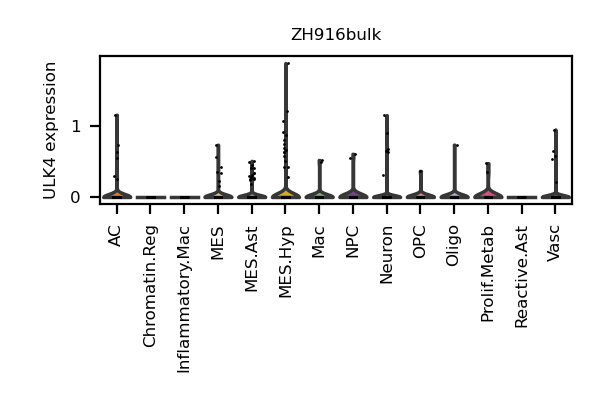 ZH916bulk
ULK4 expression
1
0
AC
Chromatin.Reg
Inflammatory.Mac
MES
MES.Ast
MES.Hyp
Mac
NPC
Neuron
OPC
Oligo
Prolif.Metab
Reactive.Ast
Vasc